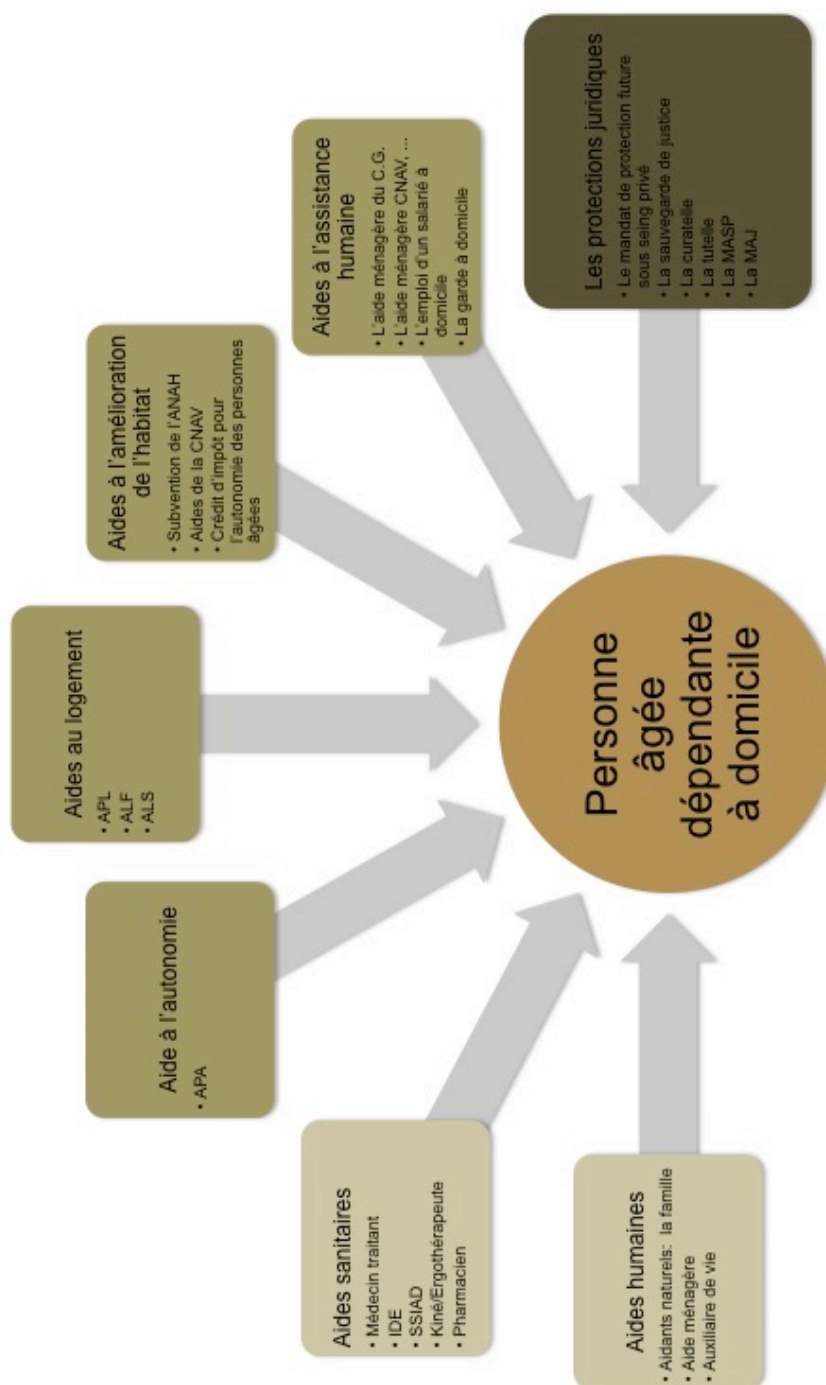 Aides humaines
• Aidants naturels: la famille
• Aide ménagère
• Auxiliaire de vie
Aides sanitaires
• Médecin traitant
• IDE
• SSIAD
• Kiné/Ergothérapeute
• Pharmacien
Aide à l'autonomie
• APA
Aides au logement
• APL
• ALF
• ALS
Aides à l'amélioration
de l'habitat
• Subvention de l'ANAH
• Aides de la CNAV
• Crédit d'impôt pour
l'autonomie des personnes
âgées
Aides à l'assistance
humaine
• L'aide ménagère du C.G.
• L'aide ménagère CNAV, ...
• L'emploi d'un salarié à
domicile
• La garde à domicile
Les protections juridiques
• Le mandat de protection future
sous seing privé
• La sauvegarde de justice
• La curatelle
• La tutelle
• La MASP
• La MAJ
Personne
âgée
dépendante
à domicile